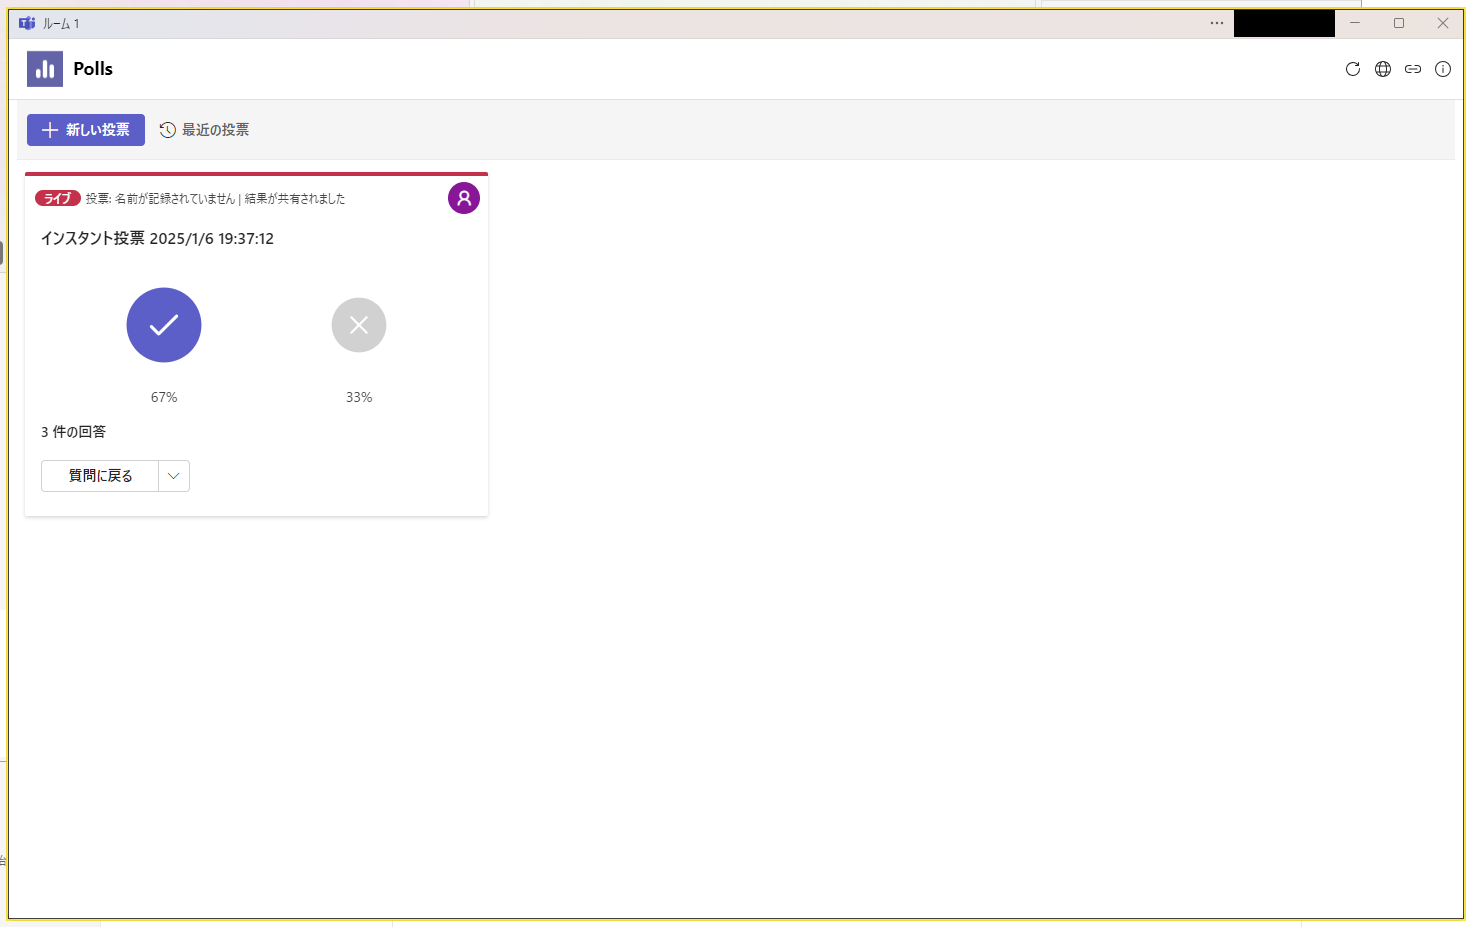 ルーム 1
Polls
新しい投票 最近の投票
ライブ 投票: 名前が記録されていません | 結果が共有されました
インスタント投票 2025/1/6 19:37:12
67% 33%
3 件の回答
質問に戻る